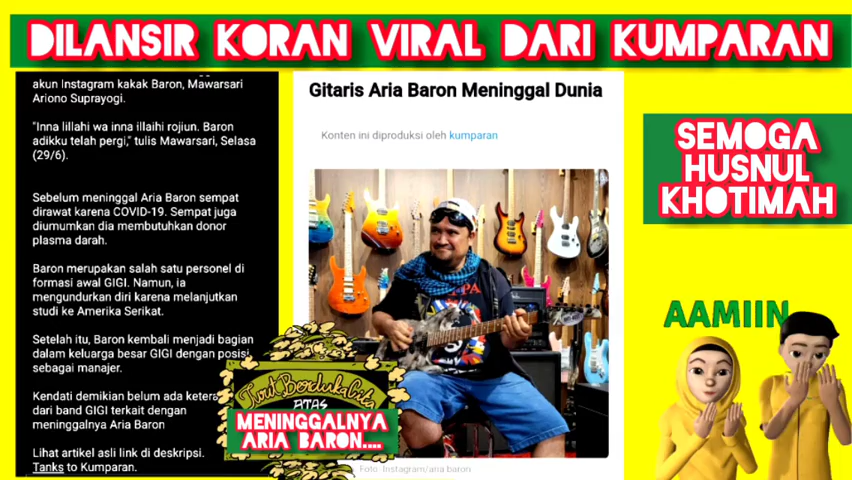 DILANSIR KORAN VIRAL DARI KUMPARAN
akun Instagram kakak Baron, Mawarsari
Ariono Suprayogi.
"Inna lillahi wa inna illaihi rojiun. Baron
adikku telah pergi," tulis Mawarsari, Selasa
(29/6).
Sebelum meninggal Aria Baron sempat
dirawat karena COVID-19. Sempat juga
diumumkan dia membutuhkan donor
plasma darah.
Baron merupakan salah satu personel di
formasi awal GIGI. Namun, ia
mengundurkan diri karena melanjutkan
studi ke Amerika Serikat.
Setelah itu, Baron kembali menjadi bagian
dalam keluarga besar GIGI dengan posisi
sebagai manajer.
Kendati demikian belum ada ketera
dari band GIGI terkait dengan
meninggalnya Aria Baron
Lihat artikel asli link di deskripsi.
Tanks to Kumparan.
Gitaris Aria Baron Meninggal Dunia
Konten ini diproduksi oleh kumparan
Turut Berduka Cita
ATAS
MENINGGALNYA
ARIA BARON....
Foto: Instagram/aria baron
SEMOGA
HUSNUL
KHOTIMAH
AAMIIN